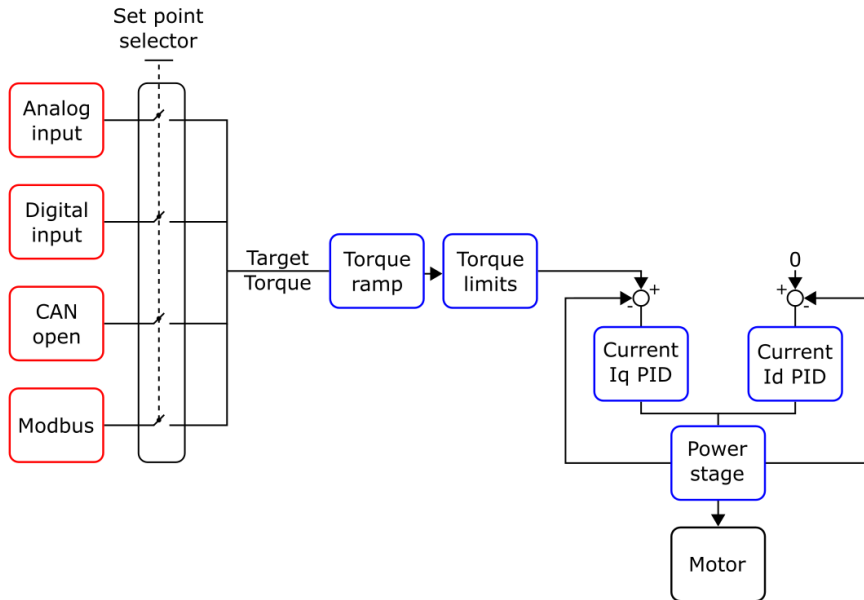 Set point
selector
Analog
input
Digital
input
CAN
open
Modbus
Target
Torque
Torque
ramp
Torque
limits
+
-
0
+
-
Current
Iq PID
Current
Id PID
Power
stage
Motor